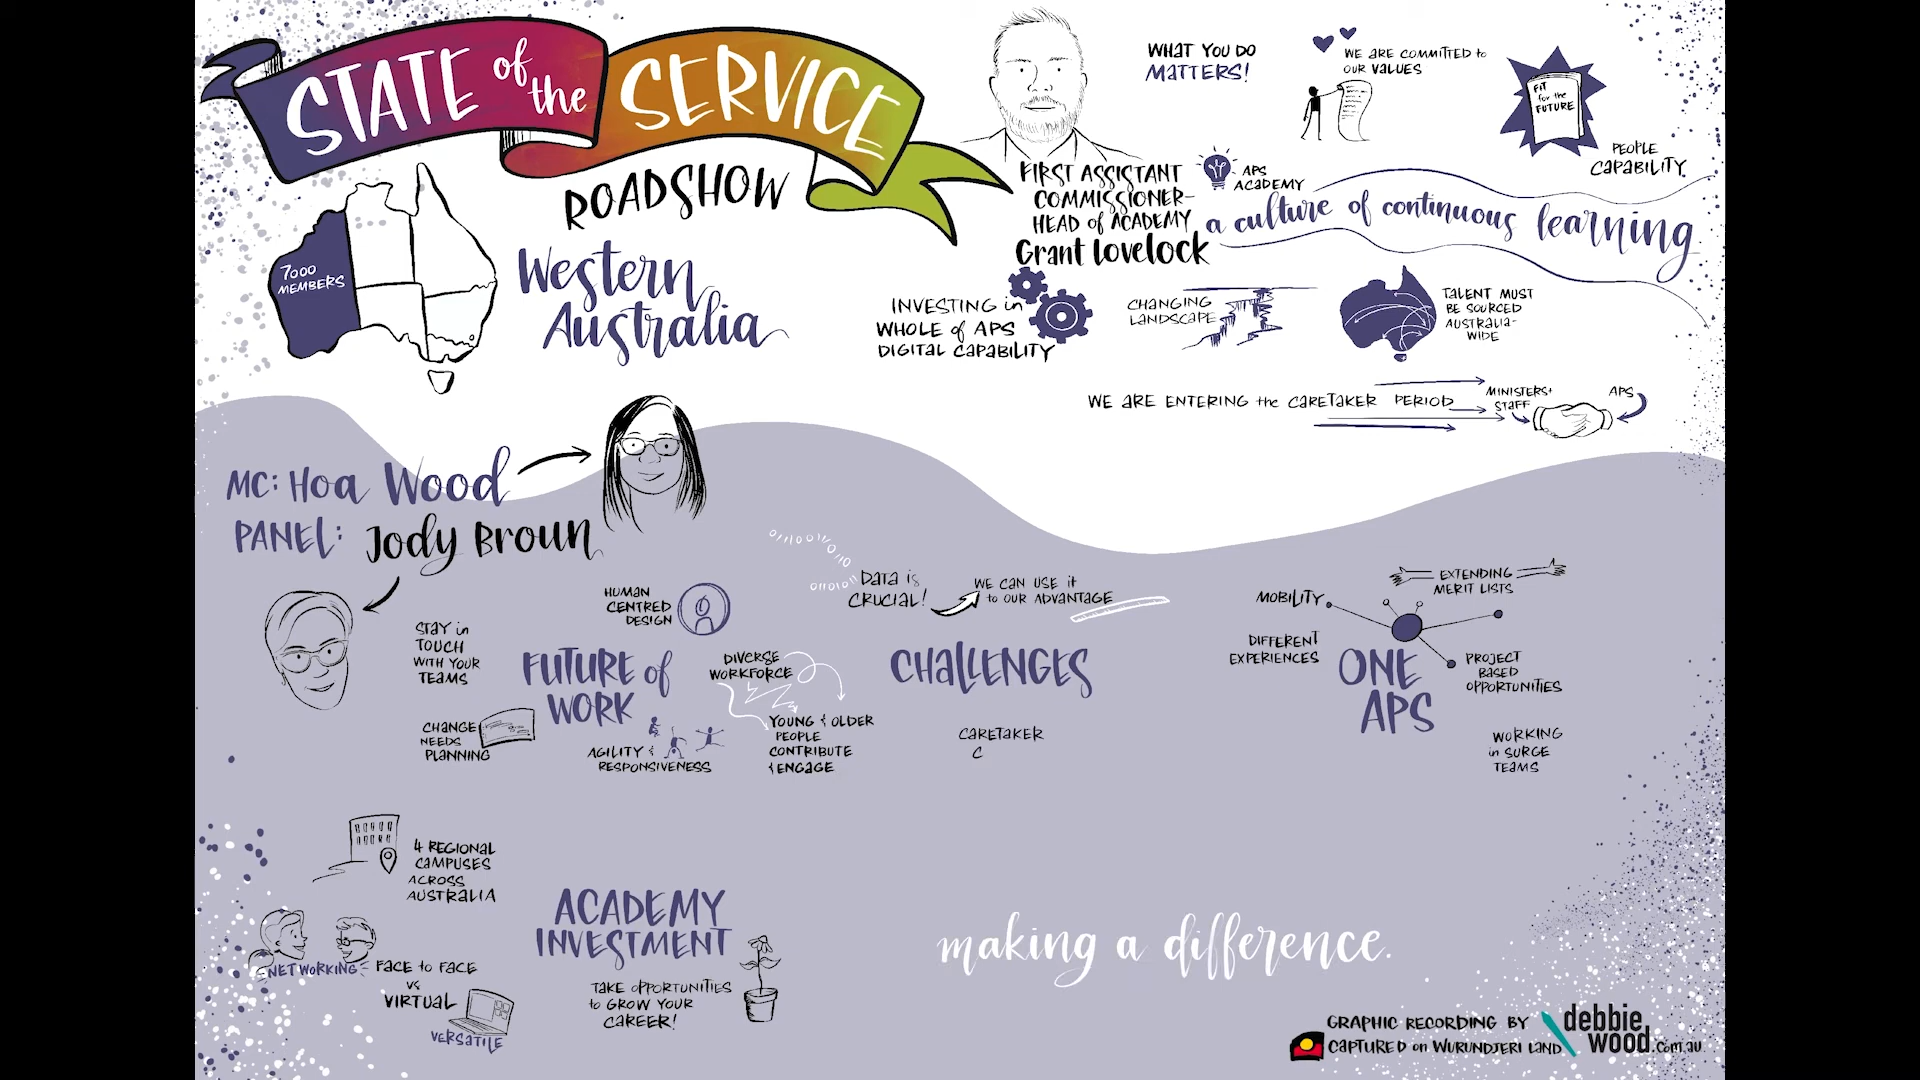 STATE of the SERVICE
ROADSHOW
7000
MEMBERS
Western
Australia
WHAT YOU DO
MATTERS!
WE ARE COMMITTED to
OUR VALUES
FIT
for the
FUTURE
PEOPLE
CAPABILITY.
FIRST ASSISTANT
COMMISSIONER-
HEAD of ACADEMY
Grant Lovelock
APS
ACADEMY
a culture of continuous learning
INVESTING in
WHOLE of APS
DIGITAL CAPABILITY
CHANGING
LANDSCAPE
TALENT MUST
BE SOURCED
AUSTRALIA-
WIDE
WE ARE ENTERING the CARETAKER PERIOD
MINISTERS+
STAFF
APS
MC: Hoa Wood
PANEL: Jody Broun
STAY in
TOUCH
WITH YOUR
TEAMS
HUMAN
CENTRED
DESIGN
FUTURE of
WORK
DIVERSE
WORKFORCE
CHANGE
NEEDS
PLANNING
AGILITY &
RESPONSIVENESS
YOUNG & OLDER
PEOPLE
CONTRIBUTE
& ENGAGE
DATA is
CRUCIAL!
WE CAN USE it
to OUR ADVANTAGE
CHALLENGES
CARETAKER
C
EXTENDING
MERIT LISTS
MOBILITY
DIFFERENT
EXPERIENCES
ONE
APS
PROJECT
BASED
OPPORTUNITIES
WORKING
in SURGE
TEAMS
4 REGIONAL
CAMPUSES
ACROSS
AUSTRALIA
NETWORKING
FACE to FACE
vs
VIRTUAL
VERSATILE
ACADEMY
INVESTMENT
TAKE OPPORTUNITIES
to GROW YOUR
CAREER!
making a difference.
GRAPHIC RECORDING BY
CAPTURED on WURUNDJERI LAND
debbie
wood.com.au